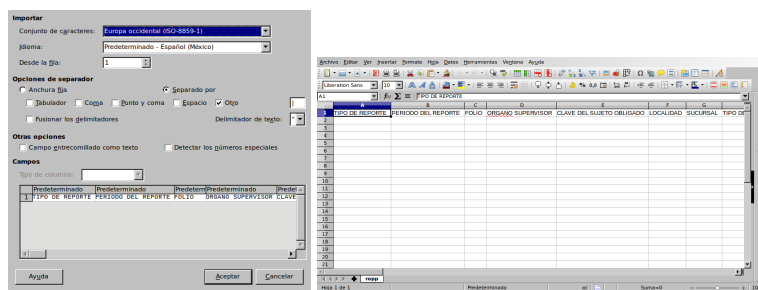 Importar
Conjunto de caracteres: Europa occidental (ISO-8859-1)
Idioma: Predeterminado - Español (México)
Desde la fila: 1
Opciones de separador
Anchura fija Separado por
Tabulador Coma Punto y coma Espacio Otro |
Fusionar los delimitadores Delimitador de texto: "
Otras opciones
Campo entrecomillado como texto Detectar los números especiales
Campos
Tipo de columna:
Predeterminado Predeterminado Predetern Predeterminado Predet
1 TIPO DE REPORTE PERIODO DEL REPORTE FOLIO ORGANO SUPERVISOR CLAVE
Ayuda Aceptar Cancelar
Archivo Editar Ver Insertar Formato Hoja Datos Herramientas Ventana Ayuda
Liberation Sans 10
A1 TIPO DE REPORTE
A B C D E F G
1 TIPO DE REPORTE PERIODO DEL REPORTE FOLIO ORGANO SUPERVISOR CLAVE DEL SUJETO OBLIGADO LOCALIDAD SUCURSAL TIPO DE
2
3
4
5
6
7
8
9
10
11
12
13
14
15
16
17
18
19
20
21
ropp
Hoja 1 de 1 Predeterminado Suma=0 10